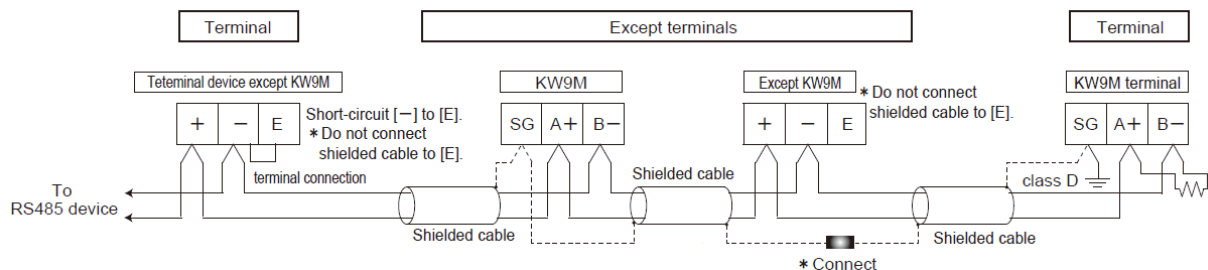 Terminal
Except terminals
Terminal
Teteminal device except KW9M
KW9M
Except KW9M
KW9M terminal
+ − E
Short-circuit [−] to [E].
* Do not connect
shielded cable to [E].
SG A+ B−
+ − E
* Do not connect
shielded cable to [E].
SG A+ B−
terminal connection
To
RS485 device
Shielded cable
Shielded cable
class D
Shielded cable
* Connect